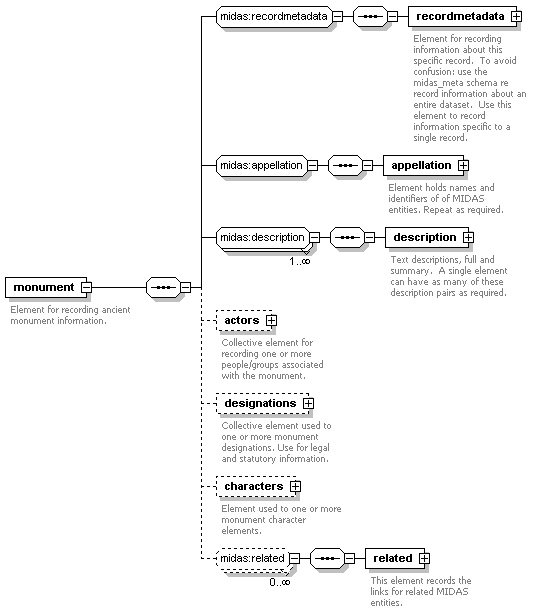 midas:recordmetadata
recordmetadata
Element for recording
information about this
specific record. To avoid
confusion: use the
midas_meta schema re
record information about an
entire dataset. Use this
element to record
information specific to a
single record.
midas:appellation
appellation
Element holds names and
identifiers of of MIDAS
entities. Repeat as required.
midas:description
1..∞
description
Text descriptions, full and
summary. A single element
can have as many of these
description pairs as required.
monument
Element for recording ancient
monument information.
actors
Collective element for
recording one or more
people/groups associated
with the monument.
designations
Collective element used to
one or more monument
designations. Use for legal
and statutory information.
characters
Element used to one or more
monument character
elements.
midas:related
0..∞
related
This element records the
links for related MIDAS
entities.